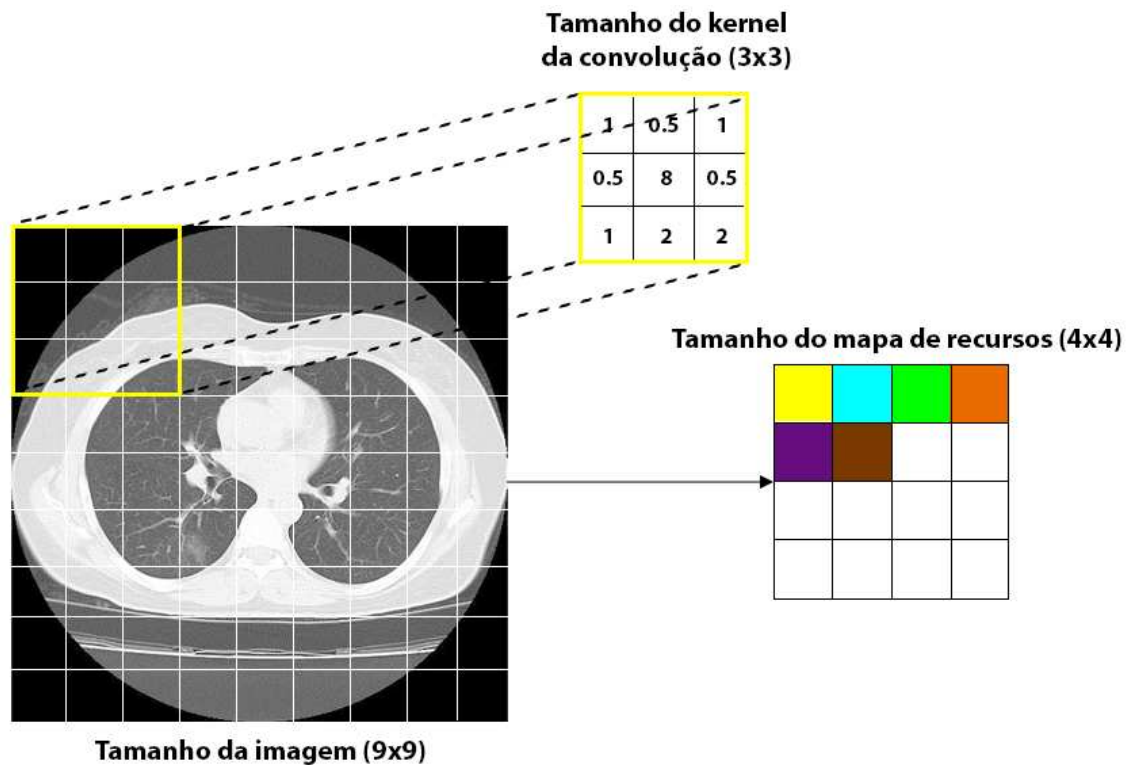 Tamanho do kernel
da convolução (3x3)
1 0.5 1
0.5 8 0.5
1 2 2
Tamanho do mapa de recursos (4x4)
Tamanho da imagem (9x9)